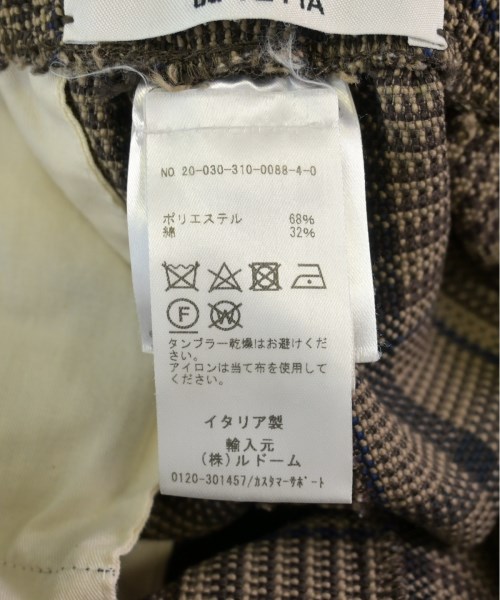 NO 20-030-310-0088-4-0
ポリエステル 68%
綿 32%
F
W
タンブラー乾燥はお避けくだ
さい。
アイロンは当て布を使用して
ください。
イタリア製
輸入元
(株)ルドーム
0120-301457/ｶｽﾀﾏｰｻﾎﾟｰﾄ